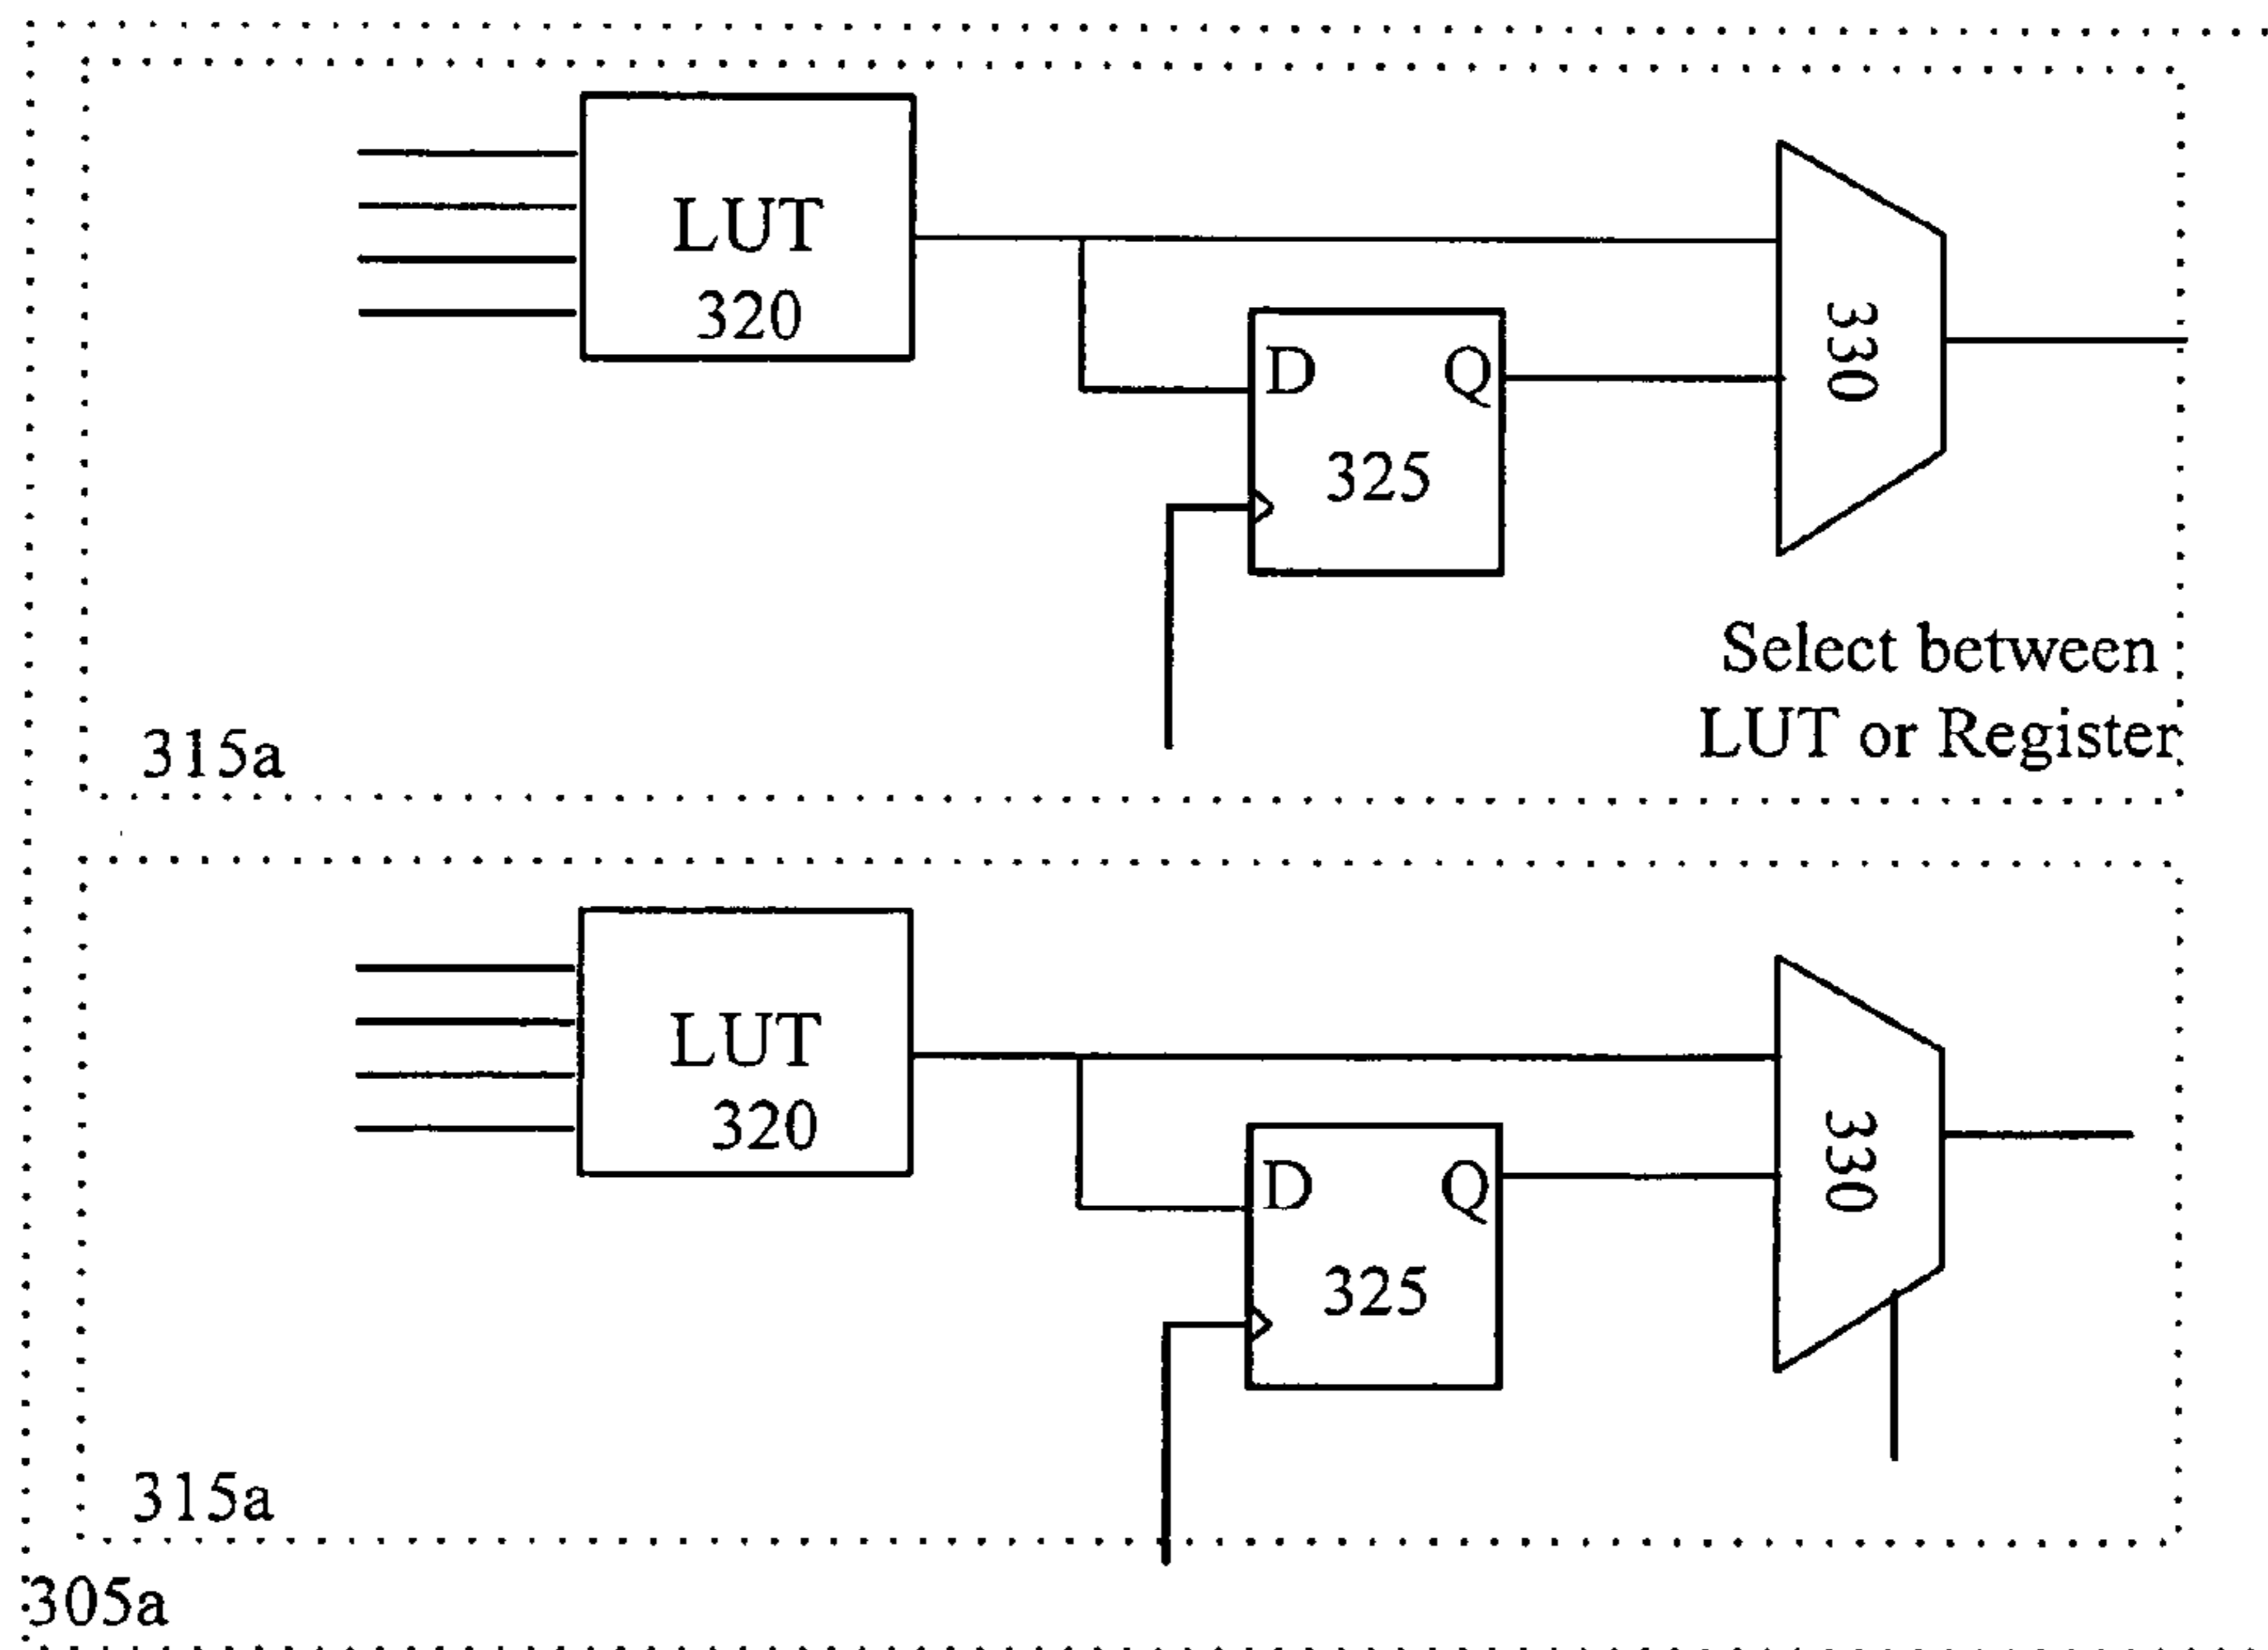 LUT
320
D
Q
325
330
Select between
LUT or Register
315a
LUT
320
D
Q
325
330
315a
305a